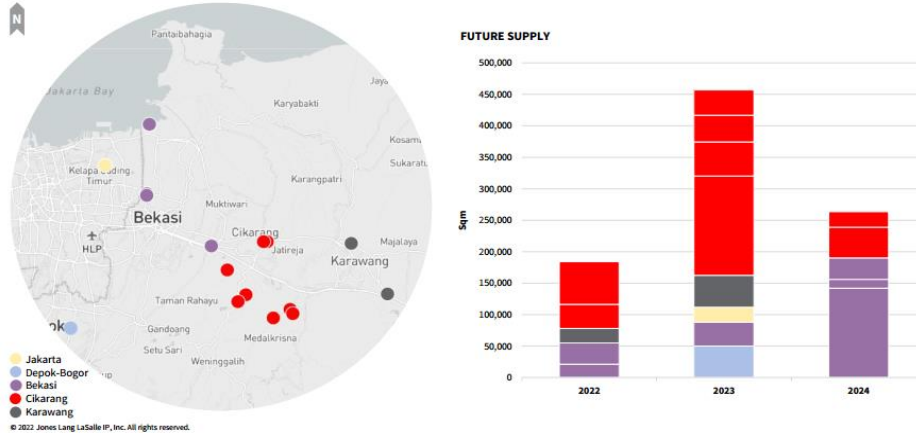 N
Pantaibahagia
Jakarta Bay
Jaya
Karyabakti
Kosam
Sukaratu
Kelapa Gading
Timur
Karangpatri
Muktiwari
Bekasi
Cikarang
HLP
Jatireja
Majalaya
Karawang
Taman Rahayu
ok
Gandoang
Medalkrisna
Setu Sari
Weninggalih
up
Jakarta
Depok-Bogor
Bekasi
Cikarang
Karawang
© 2022 Jones Lang LaSalle IP, Inc. All rights reserved.
FUTURE SUPPLY
500,000
450,000
400,000
350,000
300,000
250,000
200,000
150,000
100,000
50,000
0
Sqm
2022
2023
2024